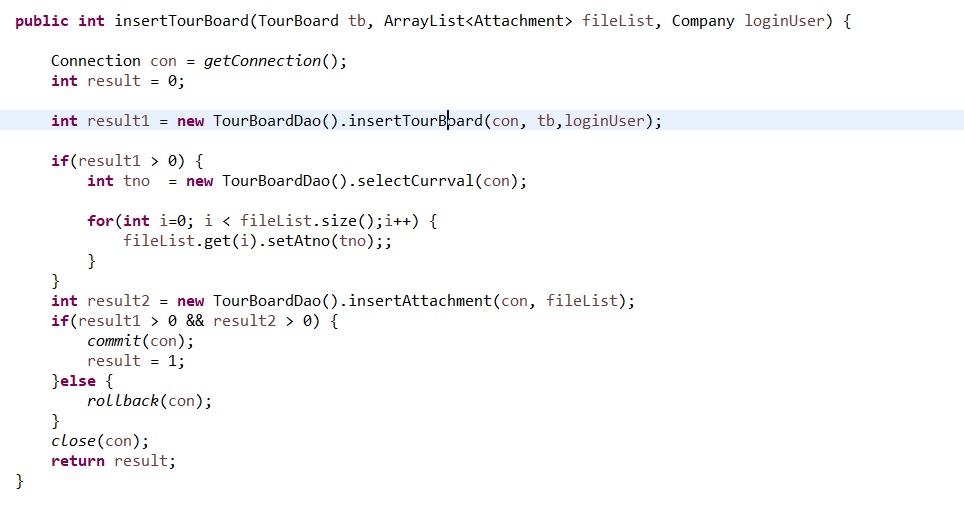 public int insertTourBoard(TourBoard tb, ArrayList<Attachment> fileList, Company loginUser) {
Connection con = getConnection();
int result = 0;
int result1 = new TourBoardDao().insertTourBoard(con, tb,loginUser);
if(result1 > 0) {
int tno  = new TourBoardDao().selectCurrval(con);
for(int i=0; i < fileList.size();i++) {
fileList.get(i).setAtno(tno);;
}
}
int result2 = new TourBoardDao().insertAttachment(con, fileList);
if(result1 > 0 && result2 > 0) {
commit(con);
result = 1;
}else {
rollback(con);
}
close(con);
return result;
}